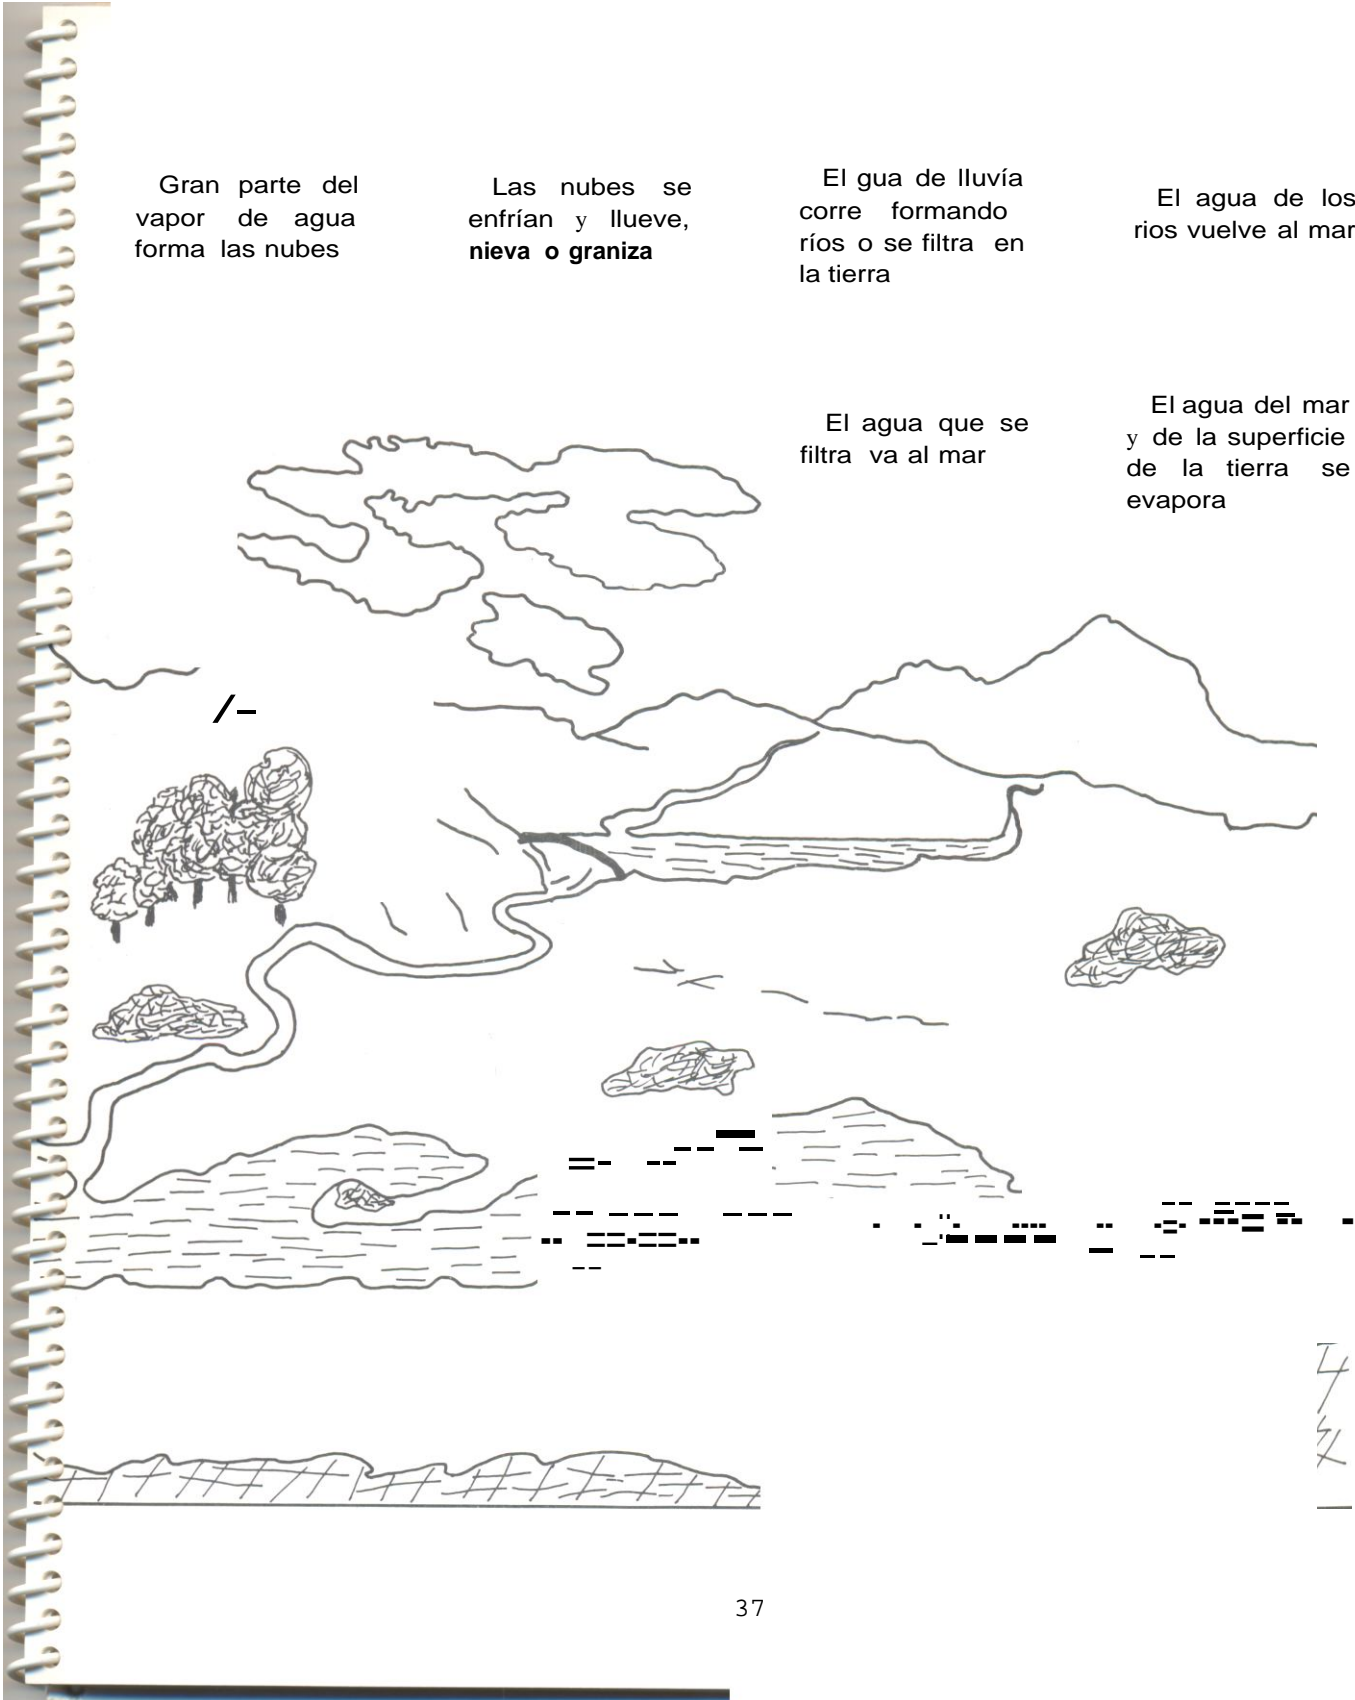 Gran parte del
vapor de agua
forma las nubes
Las nubes se
enfrían y llueve,
nieva o graniza
El gua de lluvía
corre formando
ríos o se filtra en
la tierra
El agua de los
rios vuelve al mar
El agua que se
filtra va al mar
El agua del mar
y de la superficie
de la tierra se
evapora
37